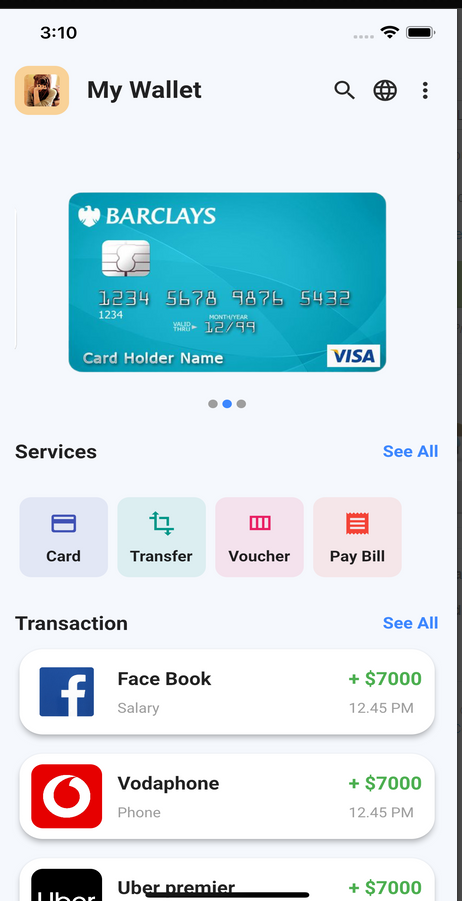 3:10
My Wallet
BARCLAYS
1234 5678 9876 5432
1234
MONTH/YEAR
VALID THRU 12/99
Card Holder Name
VISA
Services
See All
Card
Transfer
Voucher
Pay Bill
Transaction
See All
Face Book
+ $7000
Salary
12.45 PM
Vodaphone
+ $7000
Phone
12.45 PM
Uber
Uber premier
+ $7000